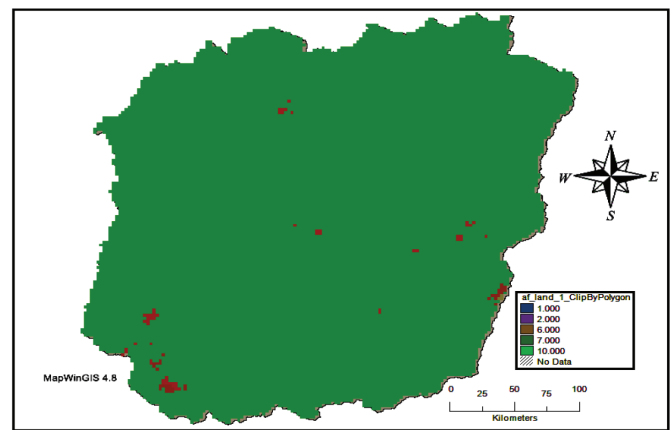 N
W E
S
af_land_1_ClipByPolygon
1.000
2.000
6.000
7.000
10.000
No Data
MapWinGIS 4.8
0 25 50 75 100
Kilometers